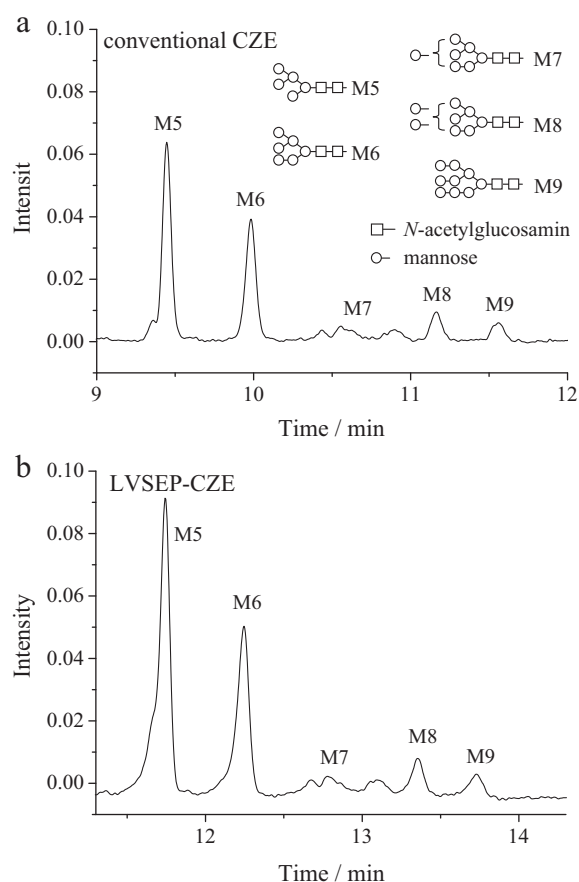 a
conventional CZE
M5
M6
M7
M8
M9
N-acetylglucosamin
mannose
M5
M6
M7
M8
M9
0.10
0.08
0.06
0.04
0.02
0.00
Intensit
9
10
11
12
Time / min
b
LVSEP-CZE
M5
M6
M7
M8
M9
0.10
0.08
0.06
0.04
0.02
0.00
Intensity
12
13
14
Time / min